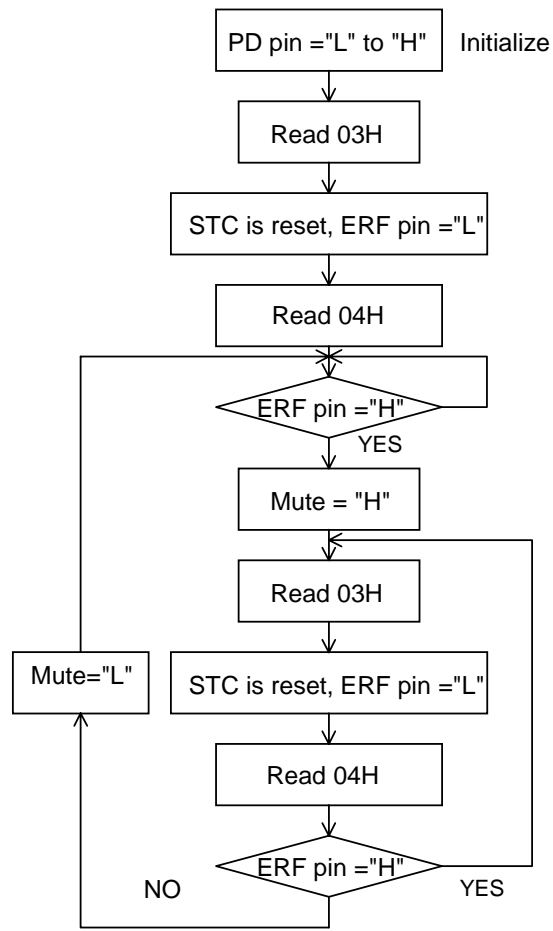 PD pin ="L" to "H"
Initialize
Read 03H
STC is reset, ERF pin ="L"
Read 04H
ERF pin ="H"
YES
Mute = "H"
Read 03H
Mute="L"
STC is reset, ERF pin ="L"
Read 04H
ERF pin ="H"
NO
YES